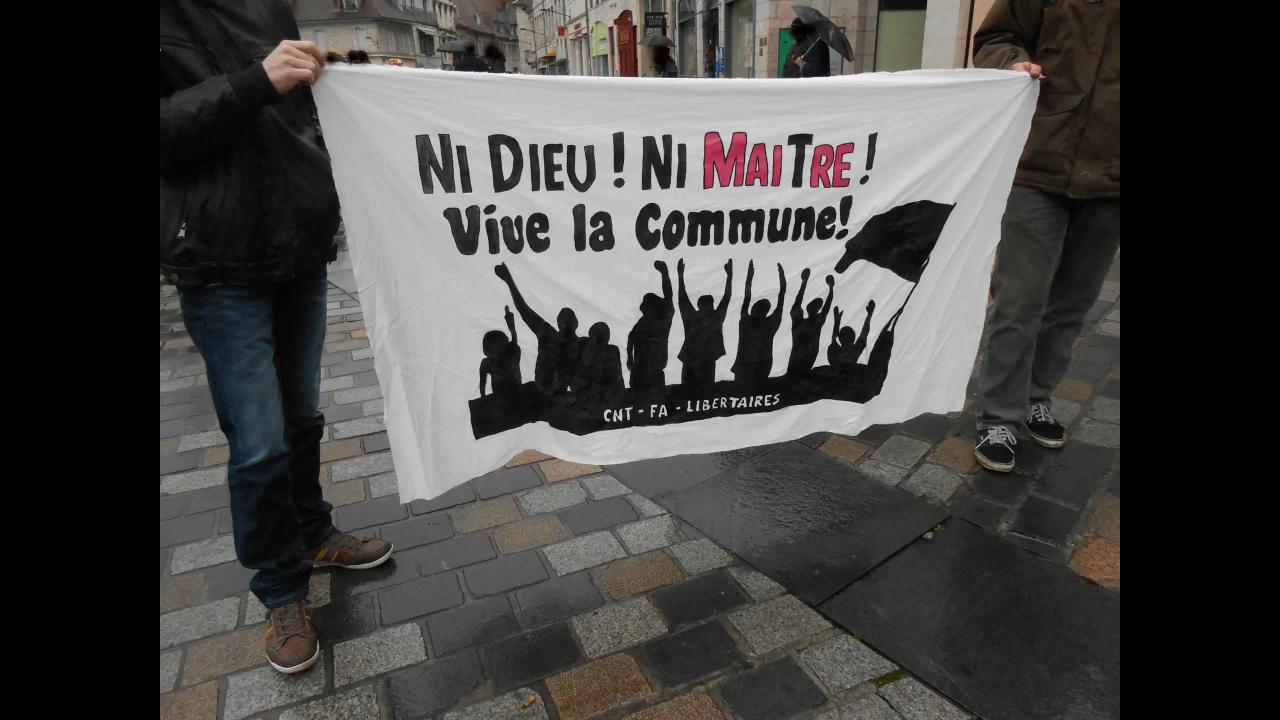 Ni Dieu ! Ni MaiTRE !
Vive la Commune!
CNT - FA - LIBERTAIRES